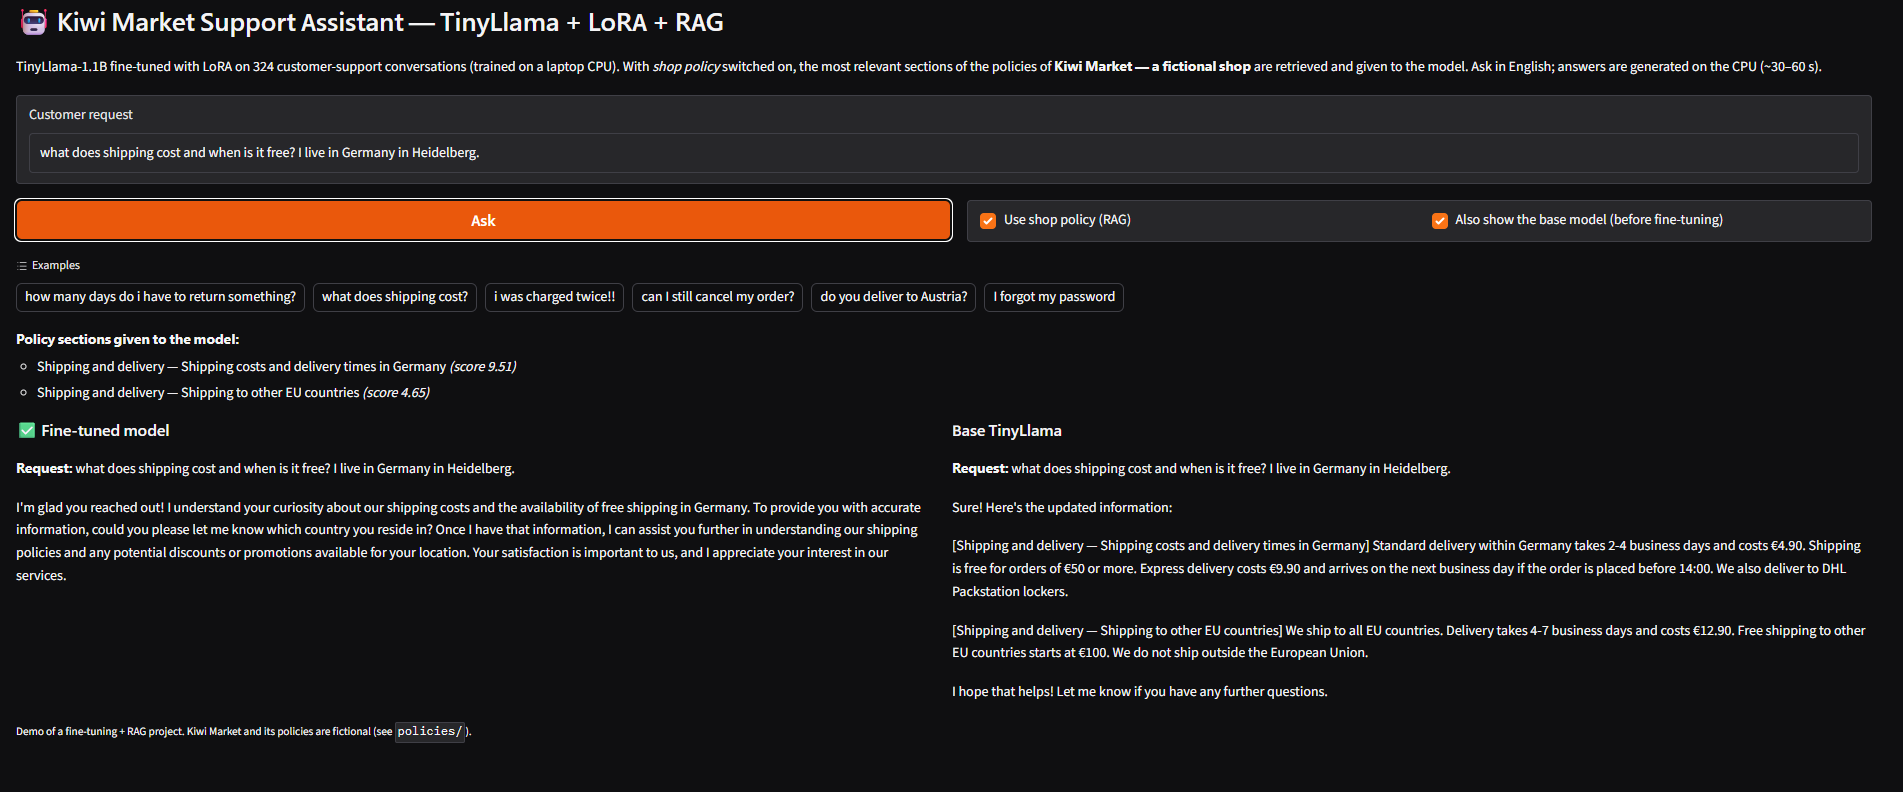 Kiwi Market Support Assistant — TinyLlama + LoRA + RAG
TinyLlama-1.1B fine-tuned with LoRA on 324 customer-support conversations (trained on a laptop CPU). With shop policy switched on, the most relevant sections of the policies of Kiwi Market — a fictional shop are retrieved and given to the model. Ask in English; answers are generated on the CPU (~30–60 s).
Customer request
what does shipping cost and when is it free? I live in Germany in Heidelberg.
Ask
Use shop policy (RAG)
Also show the base model (before fine-tuning)
Examples
how many days do i have to return something?
what does shipping cost?
i was charged twice!!
can I still cancel my order?
do you deliver to Austria?
I forgot my password
Policy sections given to the model:
Shipping and delivery — Shipping costs and delivery times in Germany (score 9.51)
Shipping and delivery — Shipping to other EU countries (score 4.65)
Fine-tuned model
Request: what does shipping cost and when is it free? I live in Germany in Heidelberg.
I'm glad you reached out! I understand your curiosity about our shipping costs and the availability of free shipping in Germany. To provide you with accurate
information, could you please let me know which country you reside in? Once I have that information, I can assist you further in understanding our shipping
policies and any potential discounts or promotions available for your location. Your satisfaction is important to us, and I appreciate your interest in our
services.
Base TinyLlama
Request: what does shipping cost and when is it free? I live in Germany in Heidelberg.
Sure! Here's the updated information:
[Shipping and delivery — Shipping costs and delivery times in Germany] Standard delivery within Germany takes 2-4 business days and costs €4.90. Shipping
is free for orders of €50 or more. Express delivery costs €9.90 and arrives on the next business day if the order is placed before 14:00. We also deliver to DHL
Packstation lockers.
[Shipping and delivery — Shipping to other EU countries] We ship to all EU countries. Delivery takes 4-7 business days and costs €12.90. Free shipping to other
EU countries starts at €100. We do not ship outside the European Union.
I hope that helps! Let me know if you have any further questions.
Demo of a fine-tuning + RAG project. Kiwi Market and its policies are fictional (see policies/).